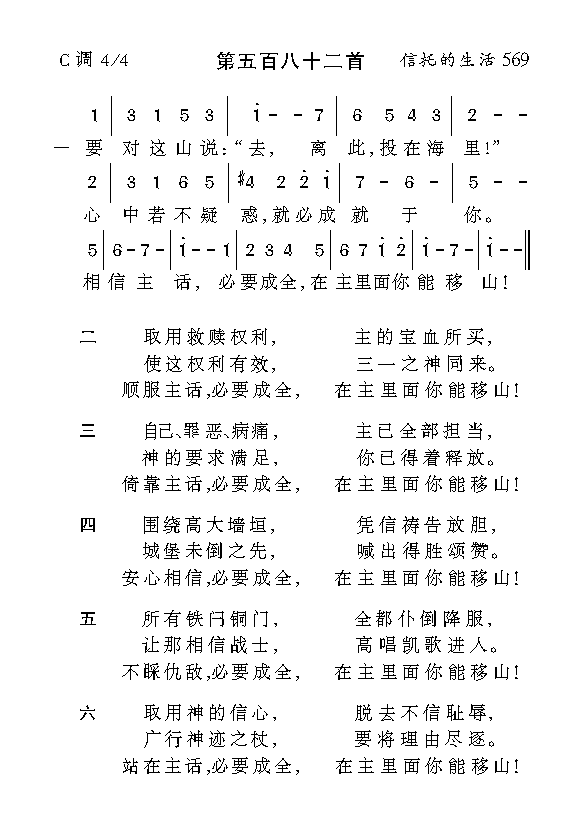 C调 4/4 第五百八十二首 信托的生活 569
1 | 3 1 5 3 | i̇ - - 7 | 6 5 4 3 | 2 - -
一 要 对这山说：“去， 离 此，投在海 里！”
2 | 3 1 6 5 | #4 2 2̇ i̇ | 7 - 6 - | 5 - -
心 中若不疑 惑，就必成就 于 你。
5 | 6-7- | i̇--1 | 2 3 4 5 | 6 7 i̇ 2̇ | i̇-7- | i̇-- ‖
相信主 话， 必要成全，在主里面你能移 山！
二 取用救赎权利， 主的宝血所买，
使这权利有效， 三一之神同来。
顺服主话，必要成全， 在主里面你能移山！
三 自己、罪恶、病痛， 主已全部担当，
神的要求满足， 你已得着释放。
倚靠主话，必要成全， 在主里面你能移山！
四 围绕高大墙垣， 凭信祷告放胆，
城堡未倒之先， 喊出得胜颂赞。
安心相信，必要成全， 在主里面你能移山！
五 所有铁闩铜门， 全都仆倒降服，
让那相信战士， 高唱凯歌进入。
不睬仇敌，必要成全， 在主里面你能移山！
六 取用神的信心， 脱去不信耻辱，
广行神迹之杖， 要将理由尽逐。
站在主话，必要成全， 在主里面你能移山！